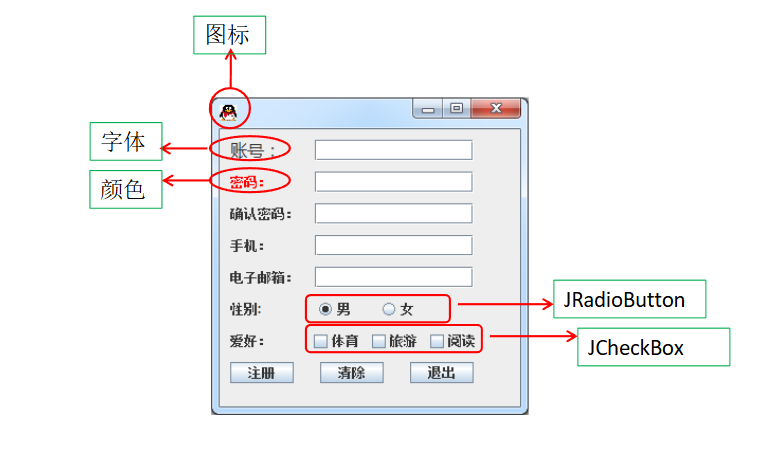 图标
字体
账号：
颜色
密码：
确认密码：
手机：
电子邮箱：
性别:
男 女
JRadioButton
爱好：
体育 旅游 阅读
JCheckBox
注册 清除 退出